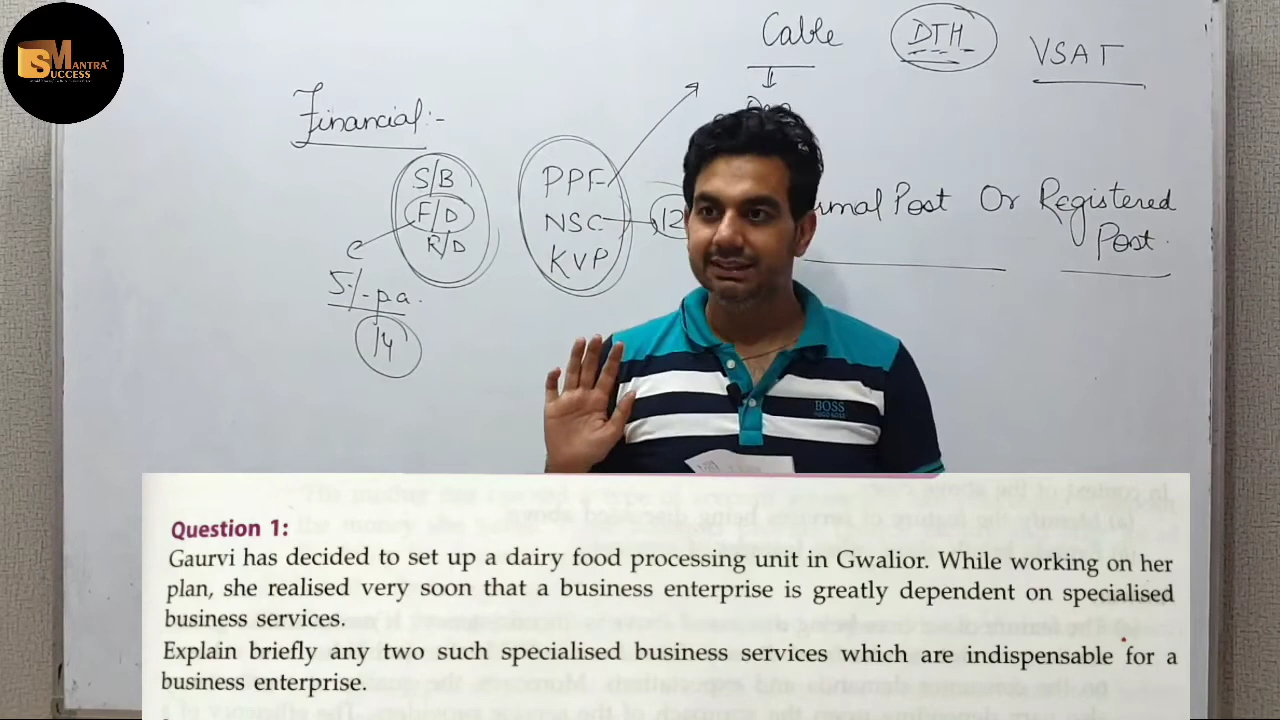 MANTRA
SUCCESS
Cable
DTH
VSAT
Financial:-
S/B
F/D
R/D
5%. p.a.
14
PPF
NSC
KVP
12
Post Or Registered
Post.
BOSS
HUGO BOSS
Question 1:
Gaurvi has decided to set up a dairy food processing unit in Gwalior. While working on her
plan, she realised very soon that a business enterprise is greatly dependent on specialised
business services.
Explain briefly any two such specialised business services which are indispensable for a
business enterprise.